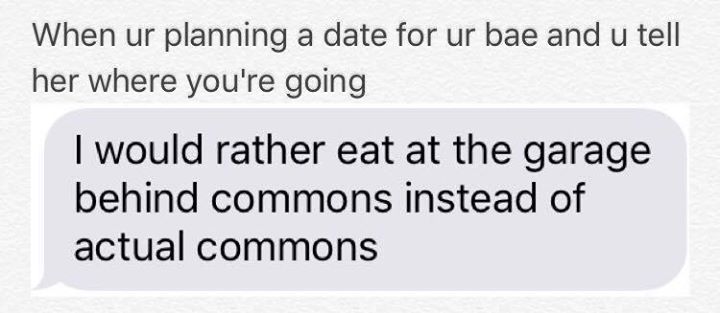 When ur planning a date for ur bae and u tell
her where you're going
I would rather eat at the garage
behind commons instead of
actual commons